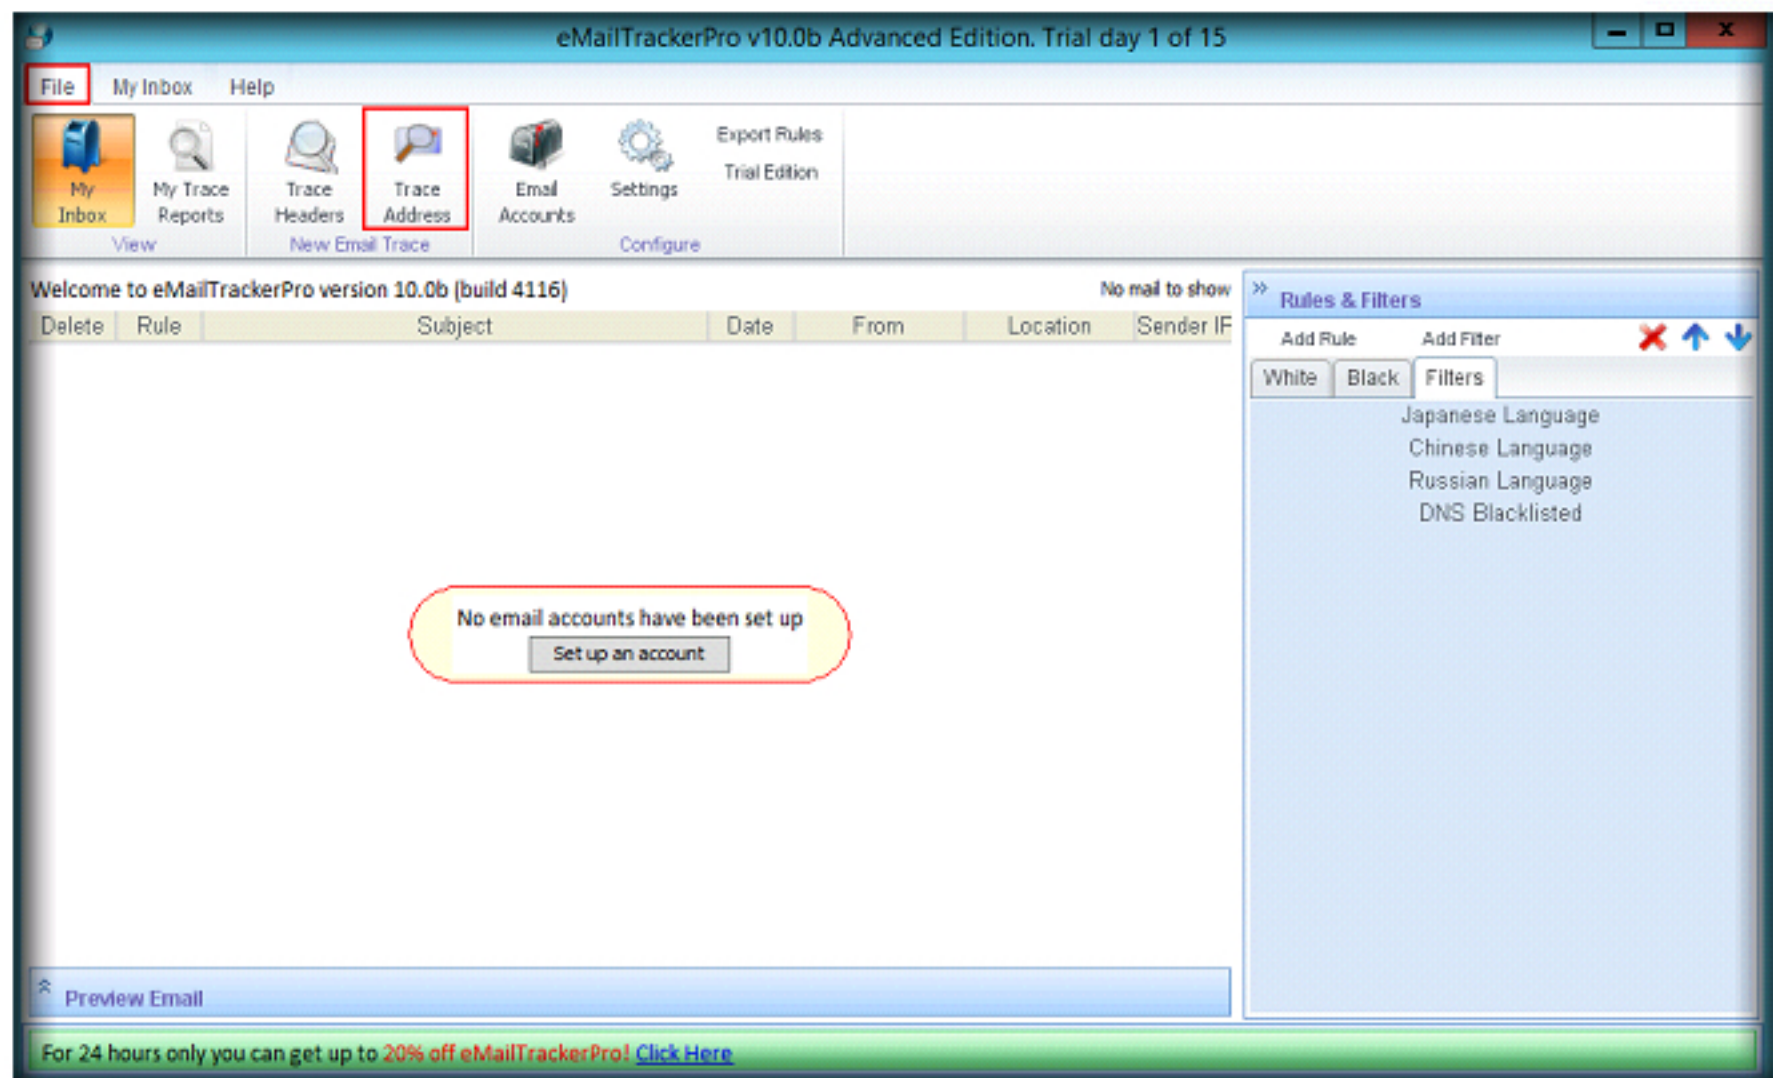 eMailTrackerPro v10.0b Advanced Edition. Trial day 1 of 15
File My Inbox Help
My Inbox
My Trace Reports
Trace Headers
Trace Address
Email Accounts
Settings
Export Rules
Trial Edition
View New Email Trace Configure
Welcome to eMailTrackerPro version 10.0b (build 4116) No mail to show
Delete Rule Subject Date From Location Sender IF
Rules & Filters
Add Rule Add Filter
White Black Filters
Japanese Language
Chinese Language
Russian Language
DNS Blacklisted
No email accounts have been set up
Set up an account
Preview Email
For 24 hours only you can get up to 20% off eMailTrackerPro! Click Here